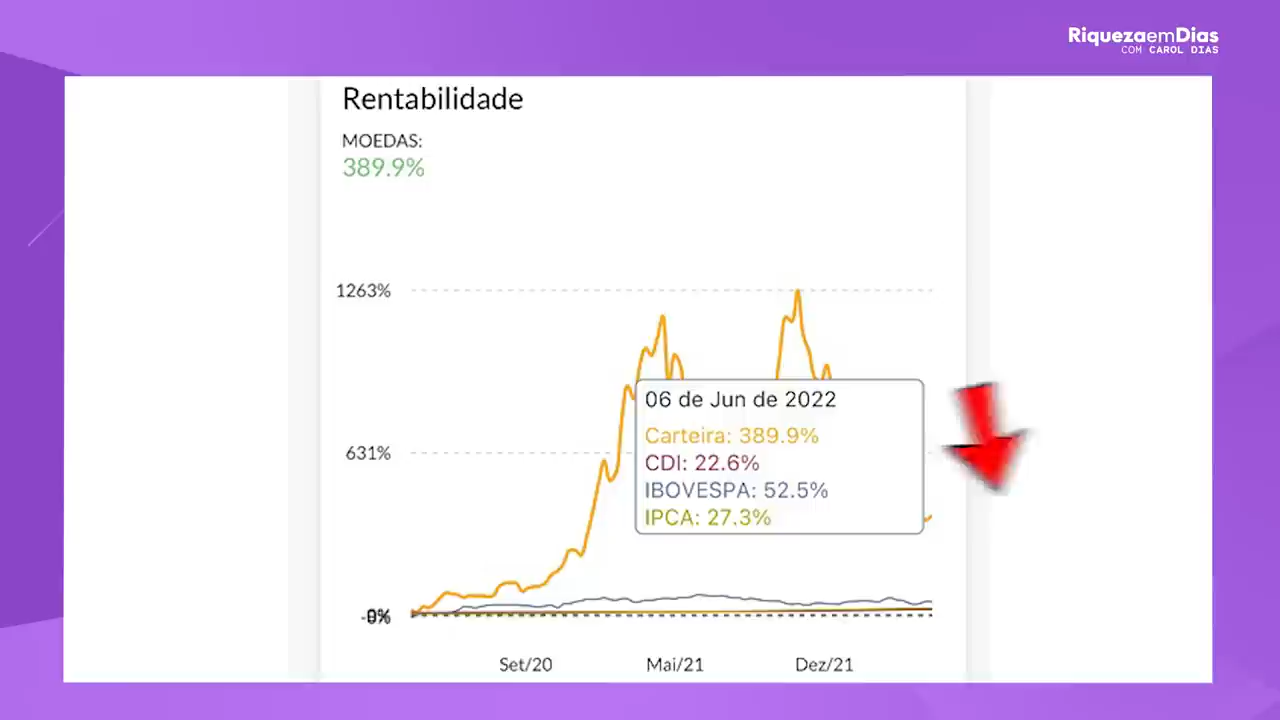 RiquezaemDias
COM CAROL DIAS
Rentabilidade
MOEDAS:
389.9%
1263%
631%
06 de Jun de 2022
Carteira: 389.9%
CDI: 22.6%
IBOVESPA: 52.5%
IPCA: 27.3%
Set/20
Mai/21
Dez/21